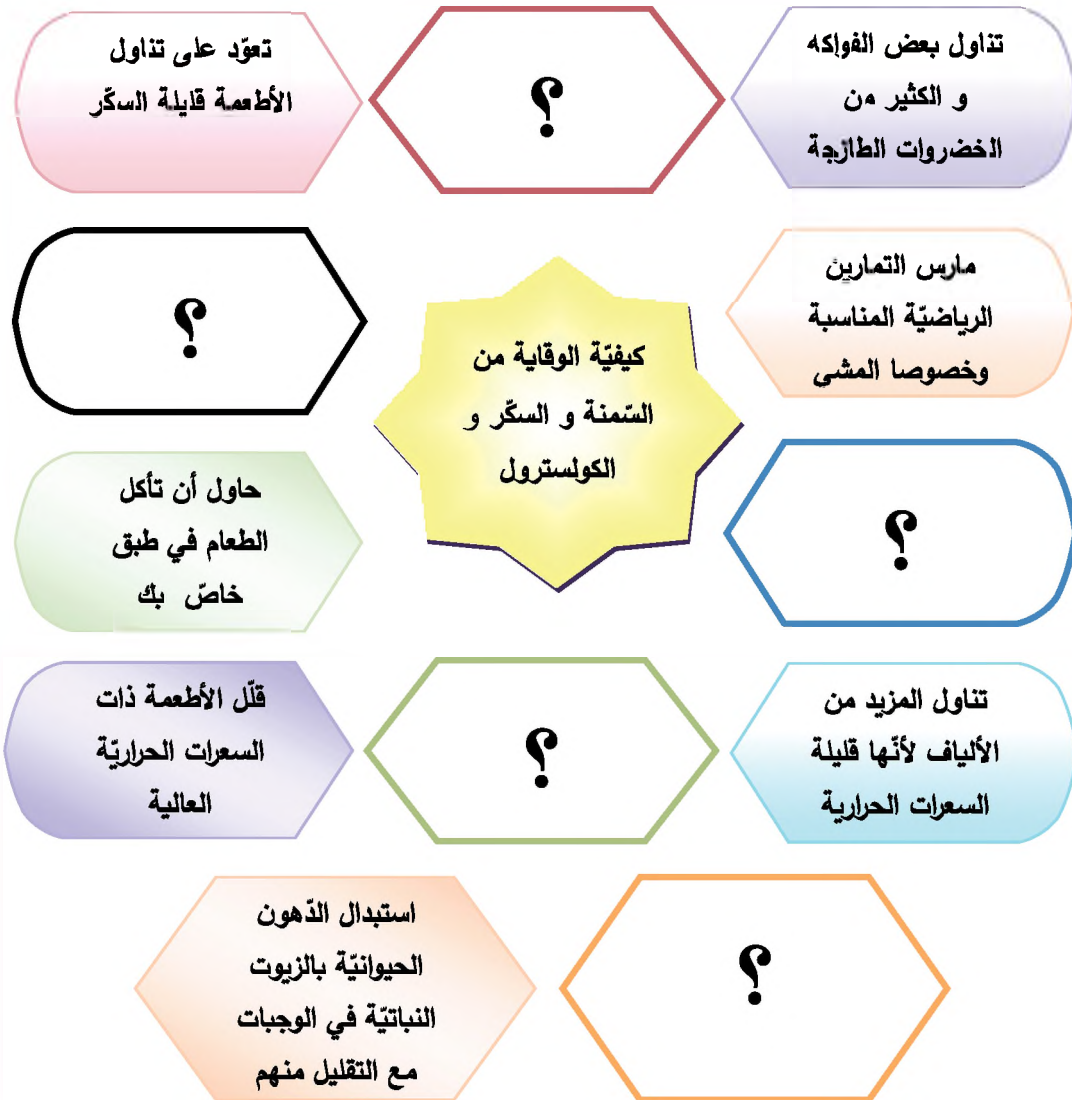 تناول بعض الفواكه
و الكثير من
الخضروات الطازجة
؟
تعوّد على تناول
الأطعمة قليلة السكّر
مارس التمارين
الرياضيّة المناسبة
وخصوصا المشي
كيفيّة الوقاية من
السّمنة و السكّر و
الكولسترول
؟
؟
حاول أن تأكل
الطعام في طبق
خاصّ بك
تناول المزيد من
الألياف لأنّها قليلة
السعرات الحرارية
؟
قلّل الأطعمة ذات
السعرات الحراريّة
العالية
؟
استبدال الدّهون
الحيوانيّة بالزيوت
النباتيّة في الوجبات
مع التقليل منهم